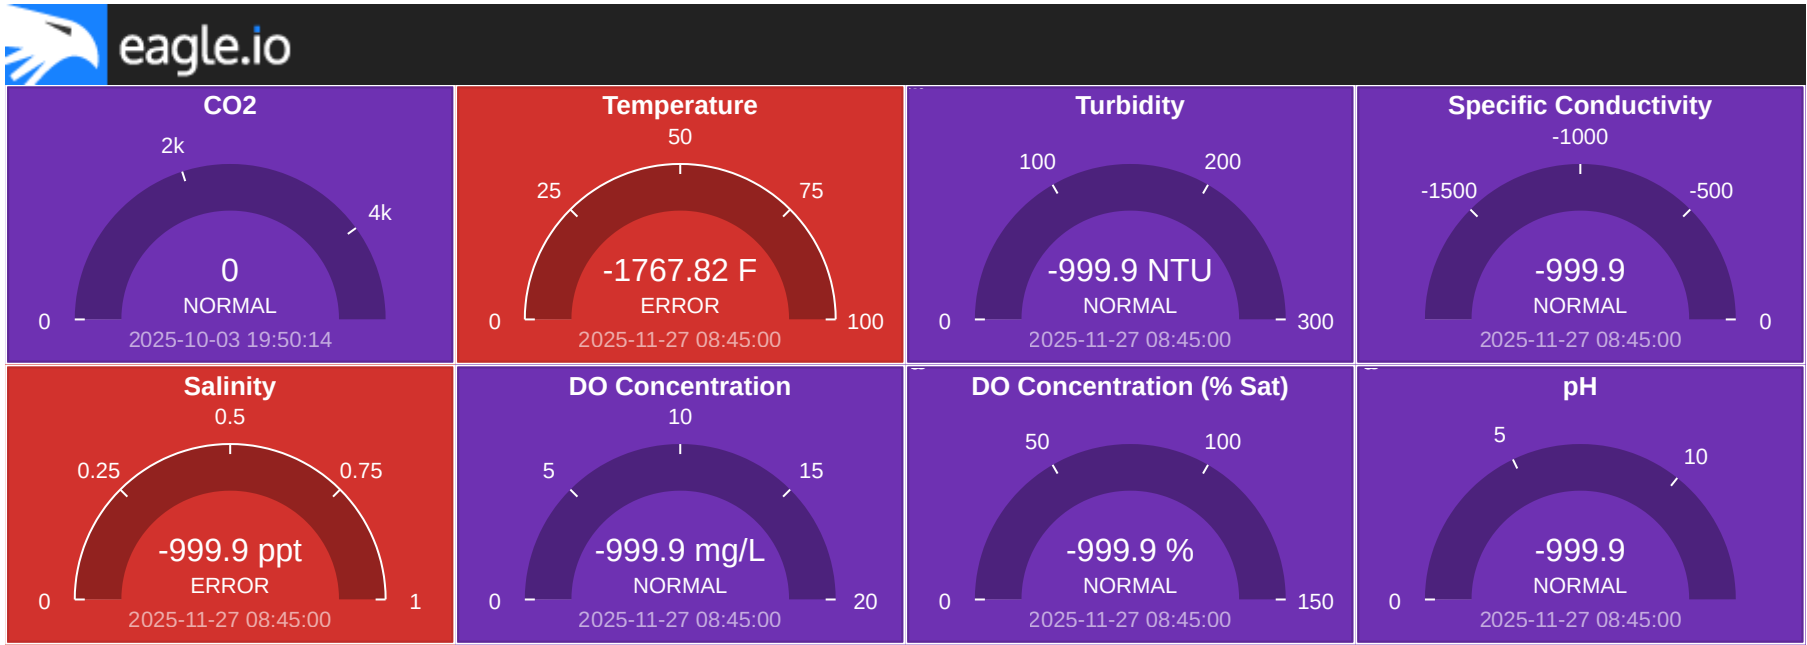 eagle.io
CO2
2k
4k
0
NORMAL
0
2025-10-03 19:50:14
Temperature
50
25
75
-1767.82 F
ERROR
0
100
2025-11-27 08:45:00
Turbidity
100
200
-999.9 NTU
NORMAL
0
300
2025-11-27 08:45:00
Specific Conductivity
-1000
-1500
-500
-999.9
NORMAL
0
2025-11-27 08:45:00
Salinity
0.5
0.25
0.75
-999.9 ppt
ERROR
0
1
2025-11-27 08:45:00
DO Concentration
10
5
15
-999.9 mg/L
NORMAL
0
20
2025-11-27 08:45:00
DO Concentration (% Sat)
50
100
-999.9 %
NORMAL
0
150
2025-11-27 08:45:00
pH
5
10
-999.9
NORMAL
0
2025-11-27 08:45:00